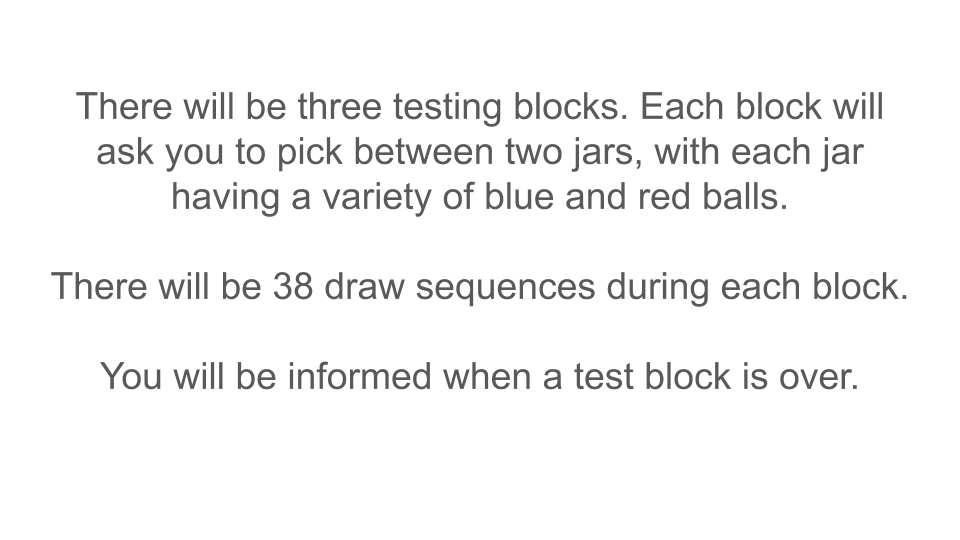 There will be three testing blocks. Each block will
ask you to pick between two jars, with each jar
having a variety of blue and red balls.
There will be 38 draw sequences during each block.
You will be informed when a test block is over.